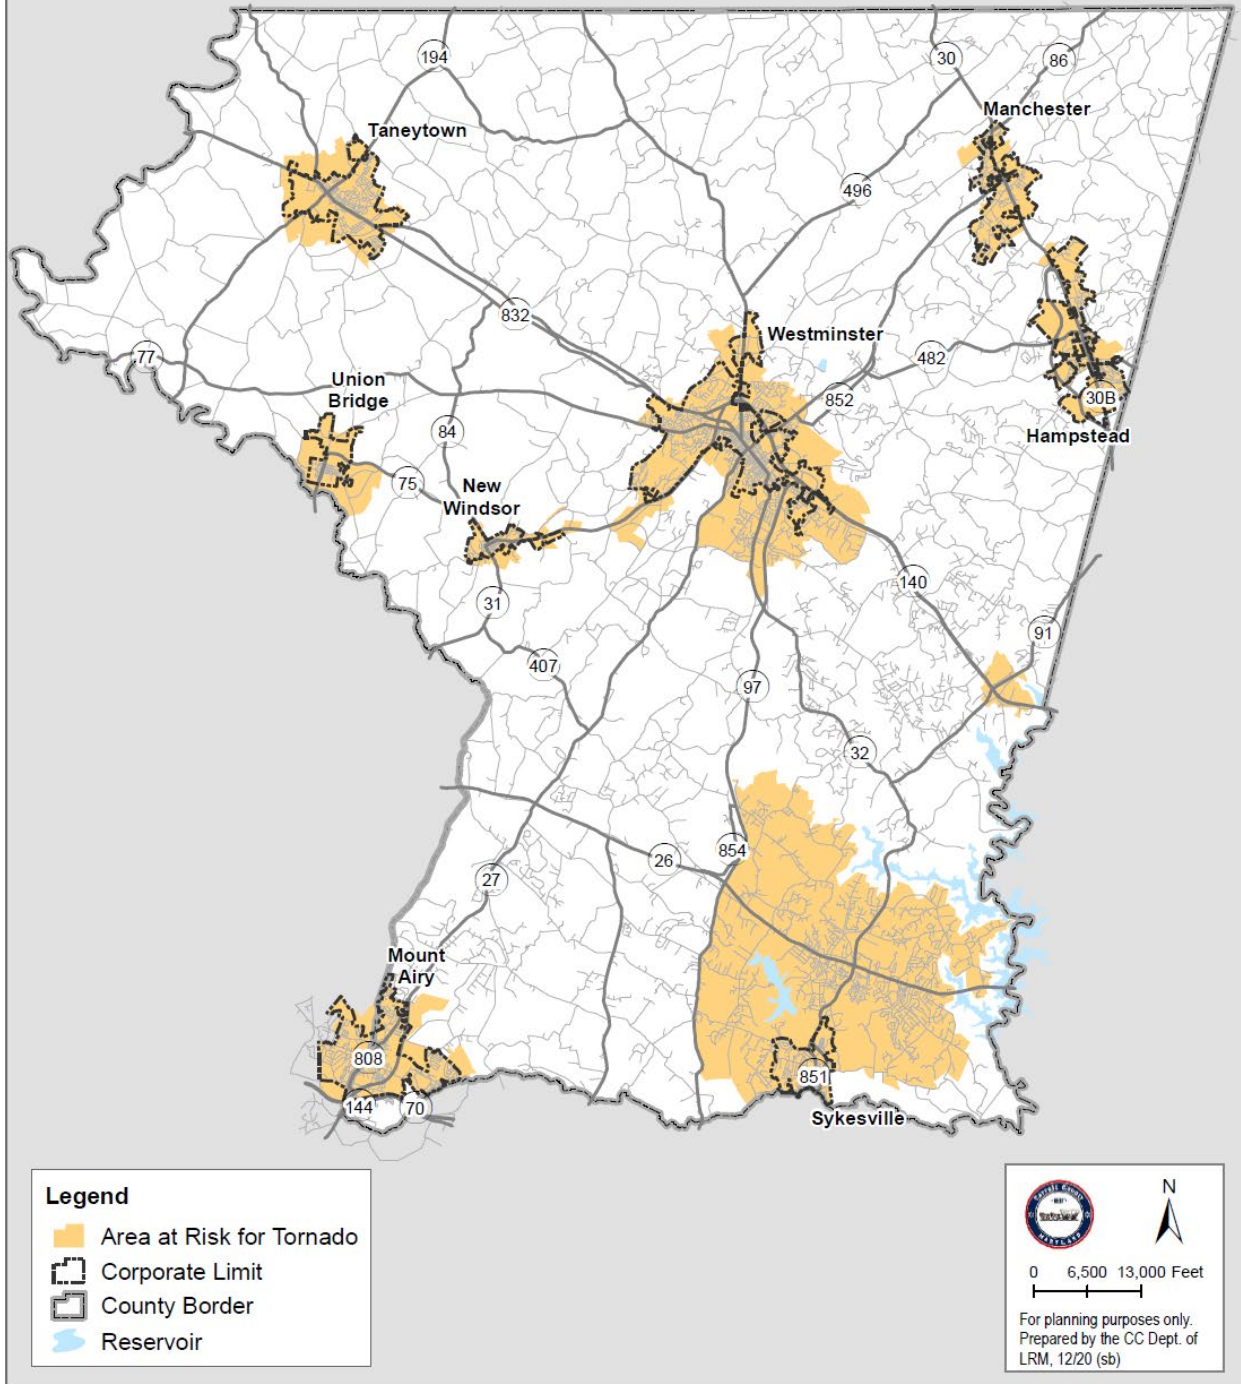 194
30
86
Manchester
Taneytown
496
832
Westminster
77
482
Union
Bridge
852
30B
84
Hampstead
75
New
Windsor
140
31
91
407
97
32
854
26
27
Mount
Airy
808
851
144
70
Sykesville
Legend
Area at Risk for Tornado
Corporate Limit
County Border
Reservoir
Carroll County
MARYLAND
N
0 6,500 13,000 Feet
For planning purposes only.
Prepared by the CC Dept. of
LRM, 12/20 (sb)